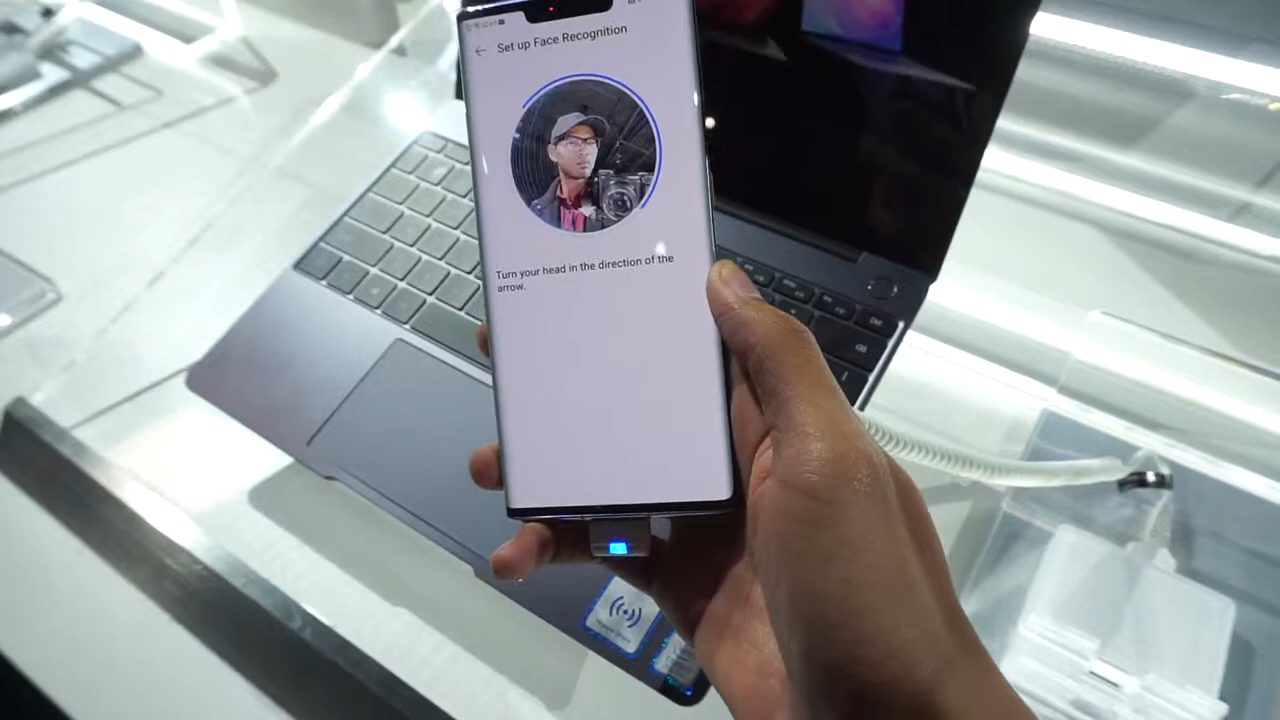 Set up Face Recognition
Turn your head in the direction of the
arrow.